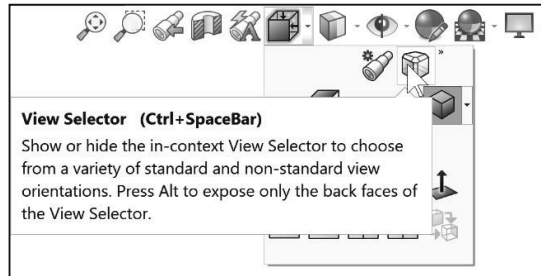 View Selector (Ctrl+SpaceBar)
Show or hide the in-context View Selector to choose
from a variety of standard and non-standard view
orientations. Press Alt to expose only the back faces of
the View Selector.